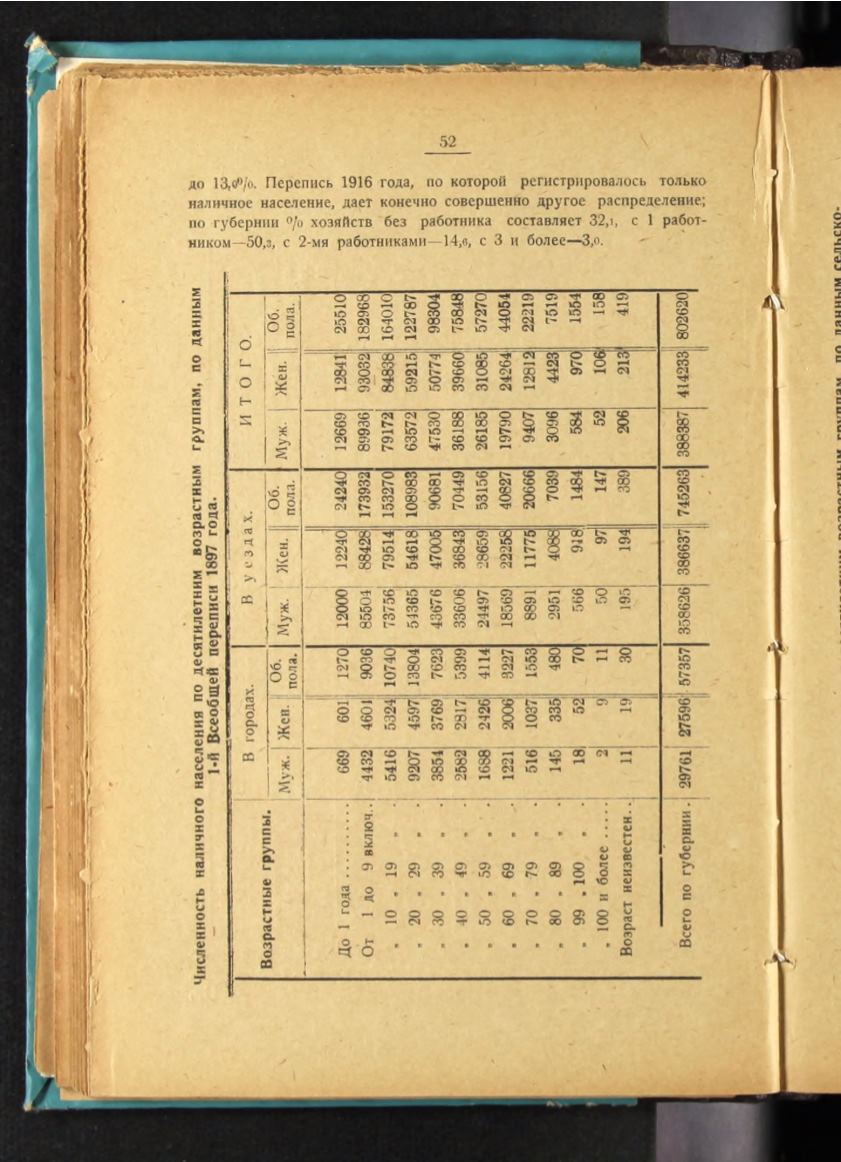 52
до 13,0%. Перепись 1916 года, по которой регистрировалось только
наличное население, дает конечно совершенно другое распределение;
по губернии % хозяйств без работника составляет 32,1, с 1 работ-
ником—50,3, с 2-мя работниками—14,6, с 3 и более—3,0.
Численность наличного населения по десятилетним возрастным группам, по данным
1-й Всеобщей переписи 1897 года.
Возрастные группы. В городах. В уездах. ИТОГО.
Муж. Жен. Об. пола. Муж. Жен. Об. пола. Муж. Жен. Об. пола.
До 1 года .......... 669 601 1270 12000 12240 24240 12669 12841 25510
От 1 до 9 включ.. 4432 4601 9036 85504 88428 173932 89936 93032 182968
„ 10 „ 19 „ . 5416 5324 10740 73756 79514 153270 79172 84838 164010
„ 20 „ 29 „ . 9207 4597 13804 54365 54618 108983 63572 59215 122787
„ 30 „ 39 „ . 3854 3769 7623 43676 47005 90681 47530 50774 98304
„ 40 „ 49 „ . 2582 2817 5399 33606 36843 70449 36188 39660 75848
„ 50 „ 59 „ . 1688 2426 4114 24497 28659 53156 26185 31085 57270
„ 60 „ 69 „ . 1221 2006 3227 18569 22258 40827 19790 24264 44054
„ 70 „ 79 „ . 516 1037 1553 8891 11775 20666 9407 12812 22219
„ 80 „ 89 „ . 145 335 480 2951 4088 7039 3096 4423 7519
„ 99 „ 100 „ . 18 52 70 566 918 1484 584 970 1554
„ 100 и более ..... 2 9 11 50 97 147 52 106 158
Возраст неизвестен.. 11 19 30 195 194 389 206 213 419
Всего по губернии . 29761 27596 57357 358626 386637 745263 388387 414233 802620